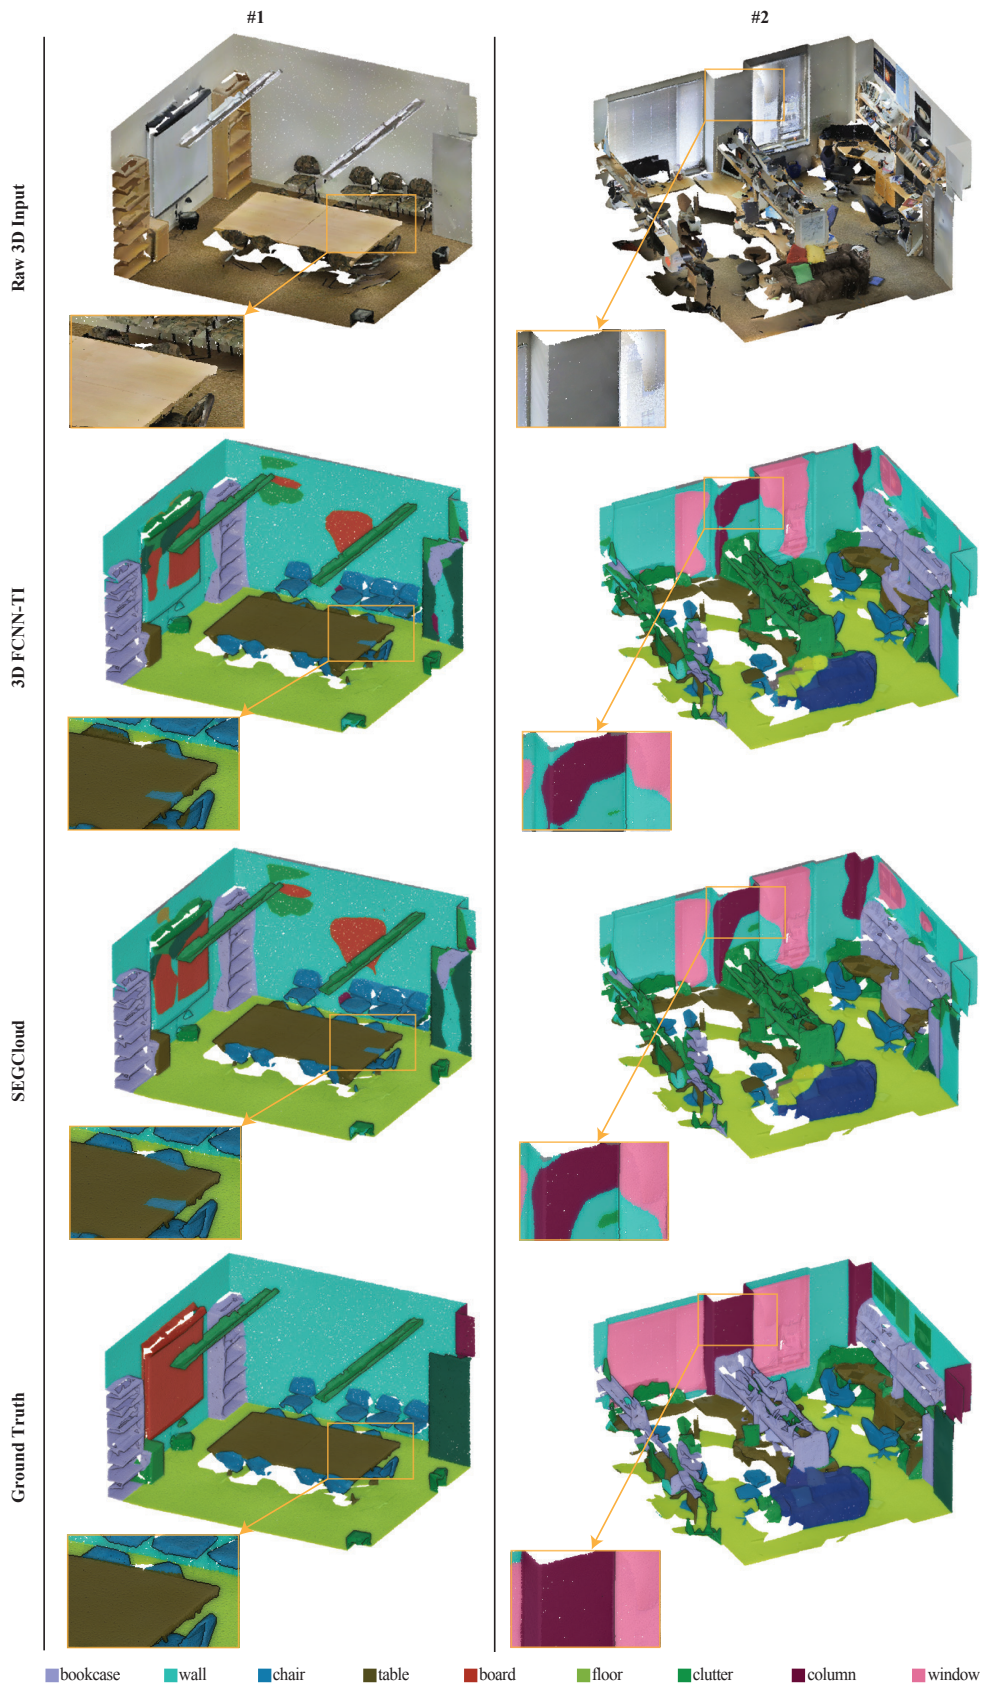 #1 #2
Raw 3D Input
3D FCNN-TI
SEGCloud
Ground Truth
bookcase wall chair table board floor clutter column window